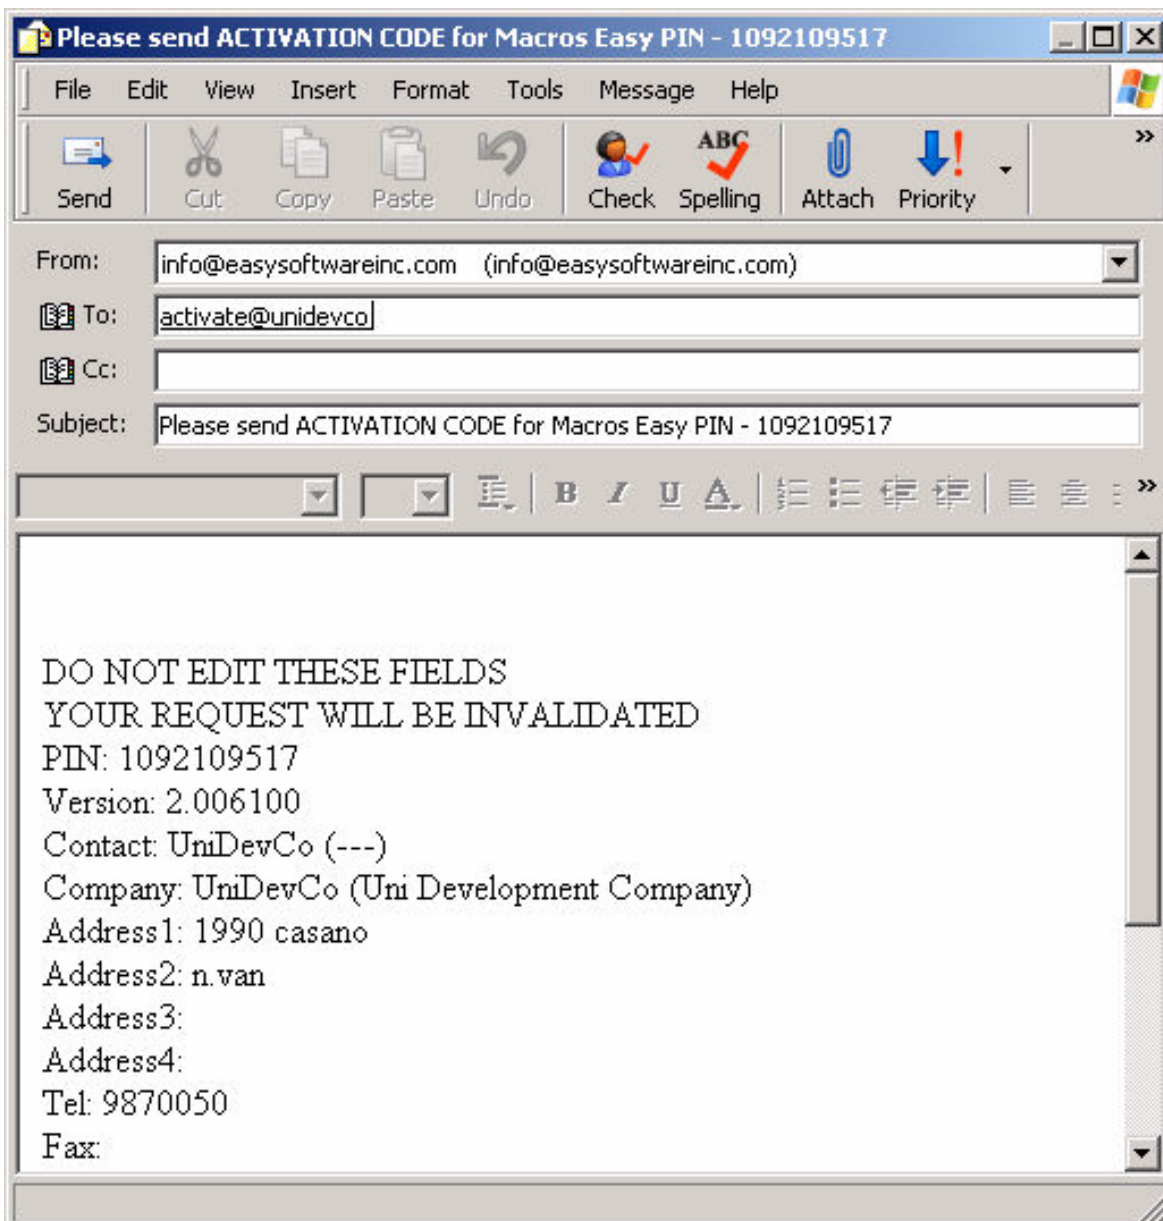 Please send ACTIVATION CODE for Macros Easy PIN - 1092109517
File Edit View Insert Format Tools Message Help
ABC
Send Cut Copy Paste Undo Check Spelling Attach Priority
From: info@easysoftwareinc.com (info@easysoftwareinc.com)
To: activate@unidevco
Cc:
Subject: Please send ACTIVATION CODE for Macros Easy PIN - 1092109517
B I U A
DO NOT EDIT THESE FIELDS
YOUR REQUEST WILL BE INVALIDATED
PIN: 1092109517
Version: 2.006100
Contact: UniDevCo (---)
Company: UniDevCo (Uni Development Company)
Address1: 1990 casano
Address2: n.van
Address3:
Address4:
Tel: 9870050
Fax: